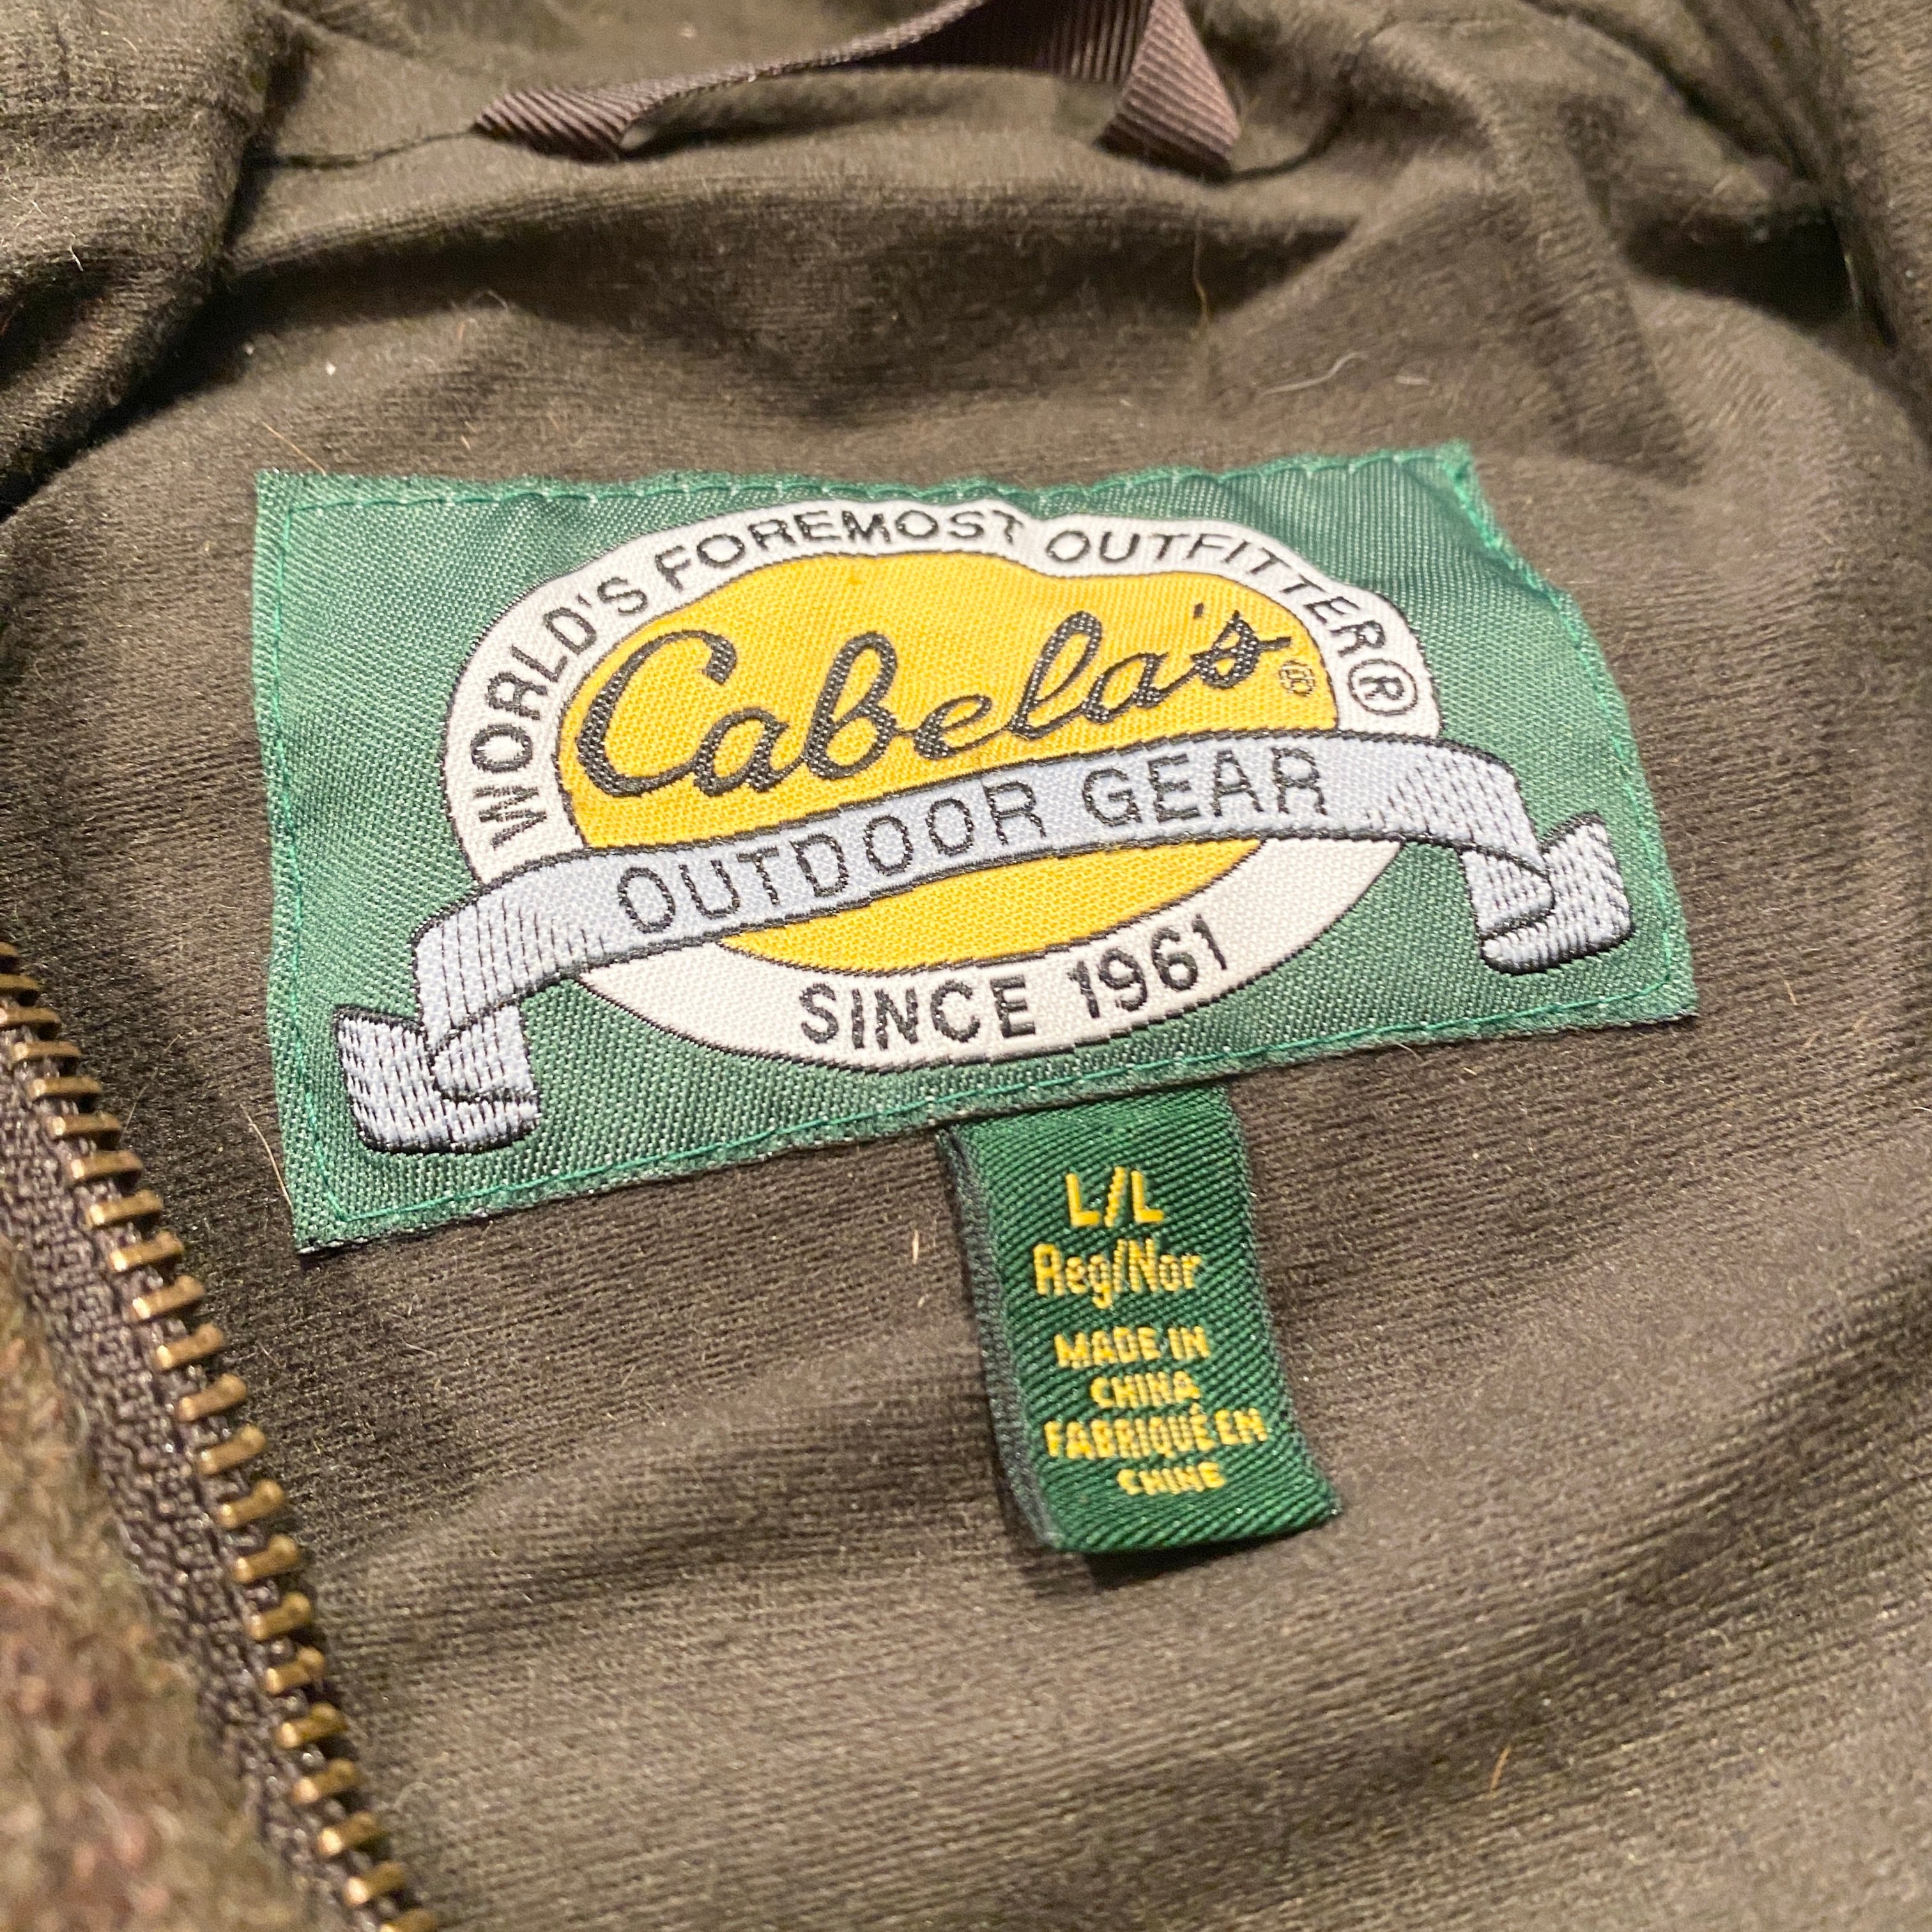 WORLD'S FOREMOST OUTFITTER®
Cabela's®
OUTDOOR GEAR
SINCE 1961
L/L
Reg/Nor
MADE IN
CHINA
FABRIQUÉ EN
CHINE